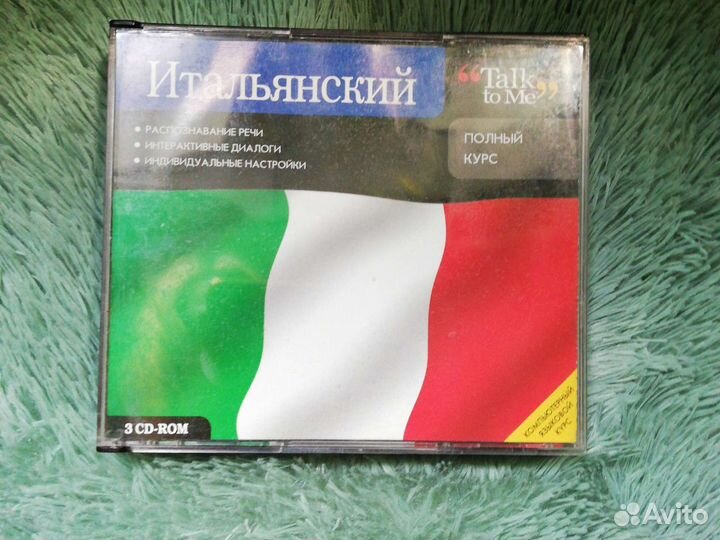 Итальянский
“Talk
to Me”
• РАСПОЗНАВАНИЕ РЕЧИ
• ИНТЕРАКТИВНЫЕ ДИАЛОГИ
• ИНДИВИДУАЛЬНЫЕ НАСТРОЙКИ
ПОЛНЫЙ
КУРС
3 CD-ROM
КОМПЬЮТЕРНЫЙ
ЯЗЫКОВОЙ
КУРС
Avito